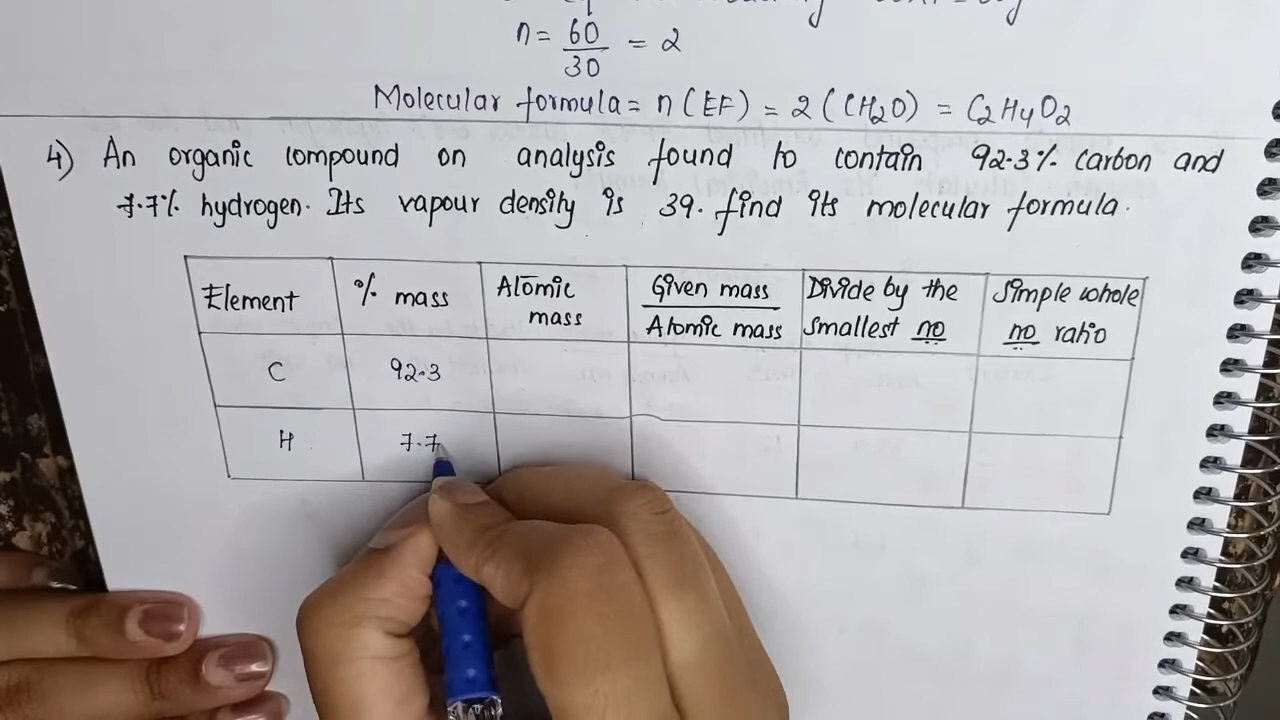 n = 60/30 = 2
Molecular formula = n (EF) = 2 (CH2O) = C2H4O2
4) An organic compound on analysis found to contain 92.3% carbon and
7.7% hydrogen. Its vapour density is 39. find its molecular formula.
Element % mass Atomic mass Given mass/Atomic mass Divide by the smallest no Simple whole no ratio
C 92.3
H 7.7